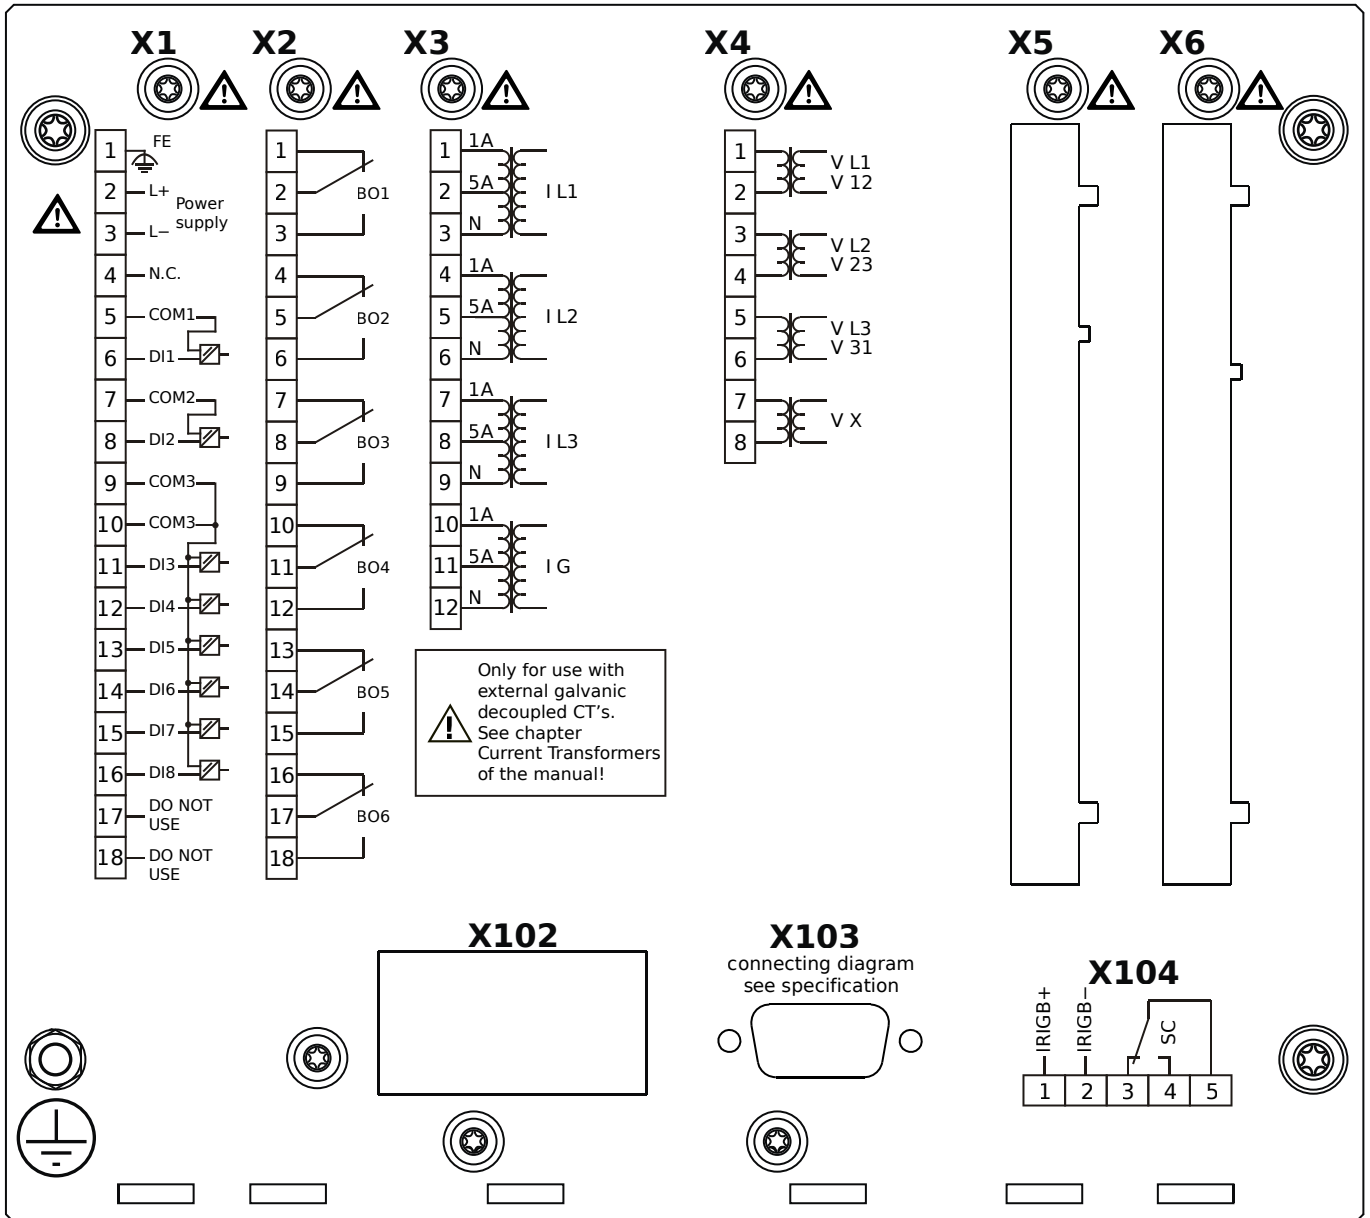 X1 X2 X3 X4 X5 X6
1 FE
2 L+
Power
supply
3 L−
4 N.C.
5 COM1
6 DI1
7 COM2
8 DI2
9 COM3
10 COM3
11 DI3
12 DI4
13 DI5
14 DI6
15 DI7
16 DI8
17 DO NOT
USE
18 DO NOT
USE
1
2 BO1
3
4
5 BO2
6
7
8 BO3
9
10
11 BO4
12
13
14 BO5
15
16
17 BO6
18
1 1A
2 5A I L1
3 N
4 1A
5 5A I L2
6 N
7 1A
8 5A I L3
9 N
10 1A
11 5A I G
12 N
Only for use with
external galvanic
decoupled CT's.
See chapter
Current Transformers
of the manual!
1 V L1
2 V 12
3 V L2
4 V 23
5 V L3
6 V 31
7 V X
8
X102
X103
connecting diagram
see specification
X104
IRIGB+
IRIGB−
SC
1 2 3 4 5